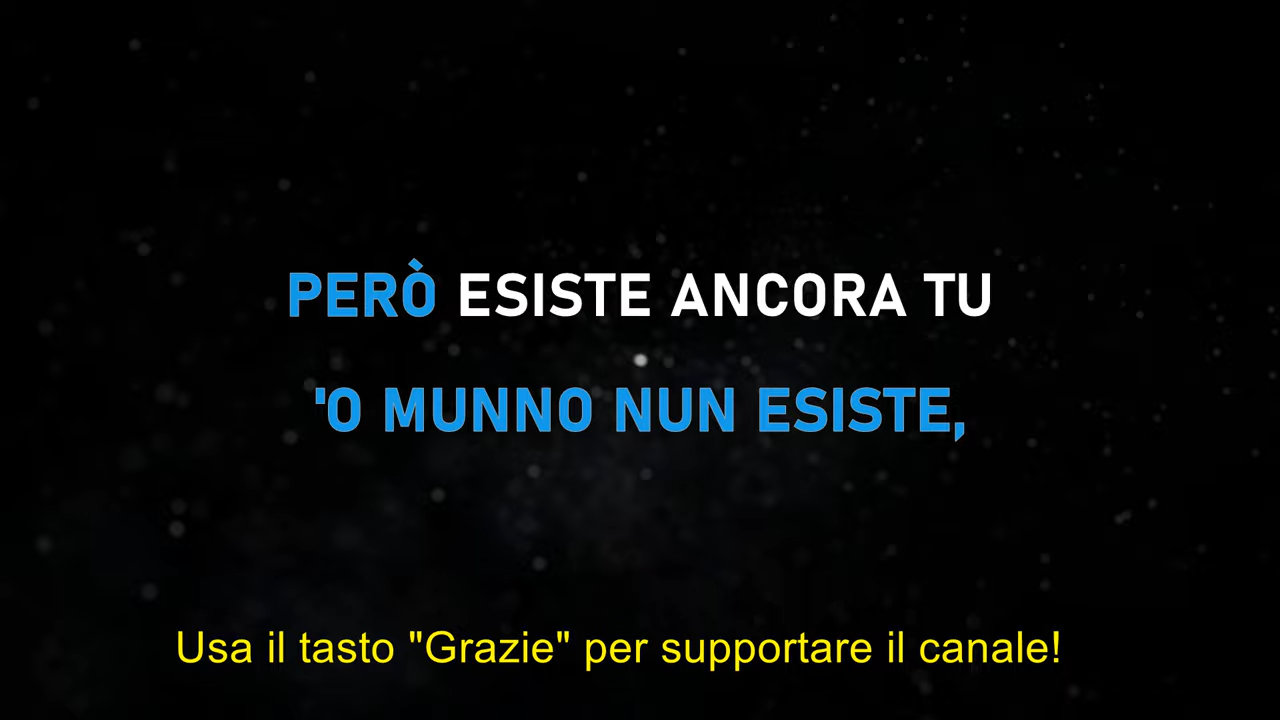 PERÒ ESISTE ANCORA TU
'O MUNNO NUN ESISTE,
Usa il tasto "Grazie" per supportare il canale!